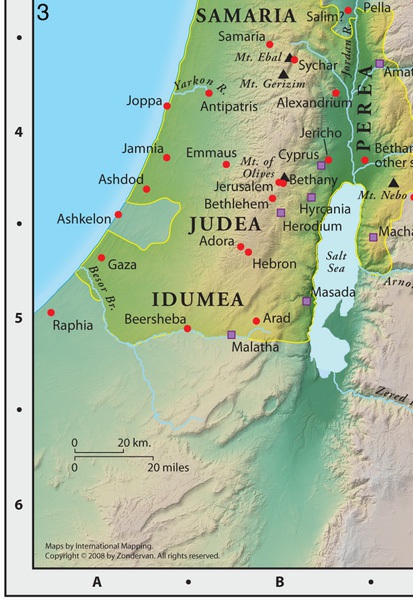 3
SAMARIA
Pella
Salim?
Samaria
Jordan R.
Mt. Ebal
Sychar
Mt. Gerizim
Yarkon R.
Joppa
Antipatris
Alexandrium
PEREA
4
Jericho
Jamnia
Emmaus
Cyprus
Mt. of
Olives
Ashdod
Jerusalem
Bethany
Bethlehem
Mt. Nebo
Hyrcania
Ashkelon
JUDEA
Herodium
Adora
Salt
Sea
Gaza
Hebron
Besor Br.
IDUMEA
Masada
Raphia
Beersheba
Arad
5
Malatha
Zered
0
20 km.
0
20 miles
6
Maps by International Mapping.
Copyright © 2008 by Zondervan. All rights reserved.
A
B